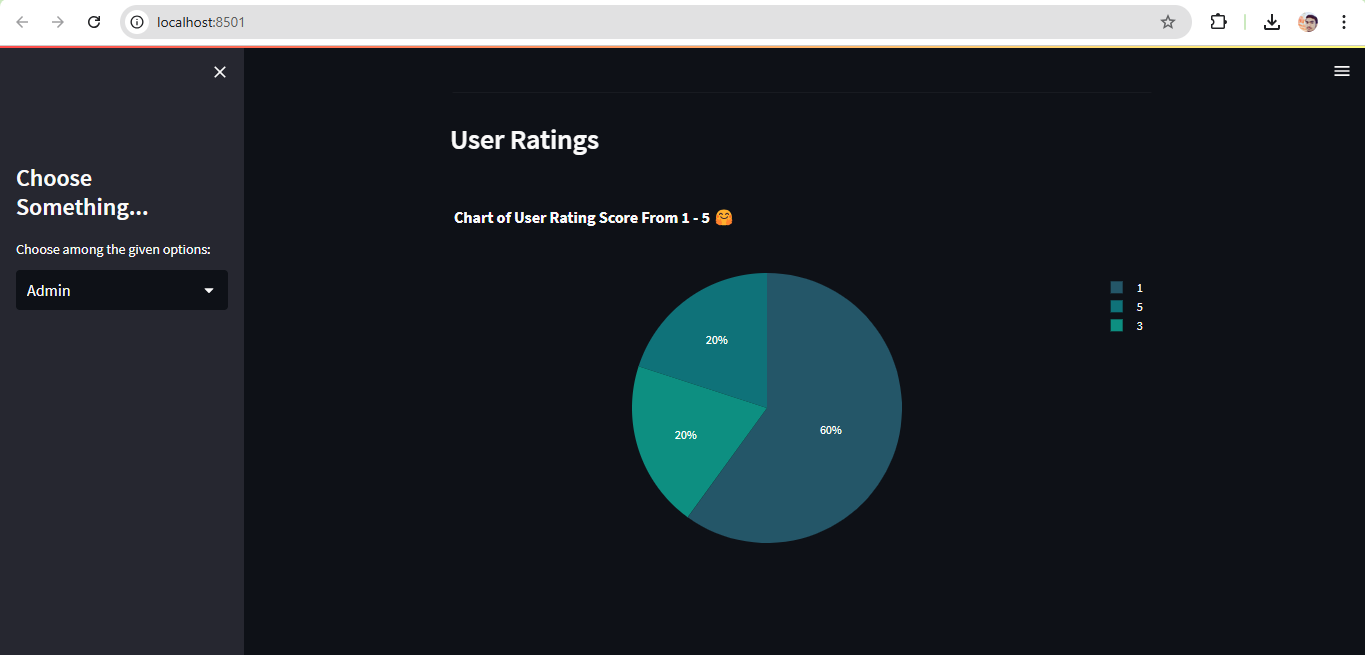 localhost:8501
Choose
Something...
Choose among the given options:
Admin
User Ratings
Chart of User Rating Score From 1 - 5 🤗
1
5
3
20%
20%
60%